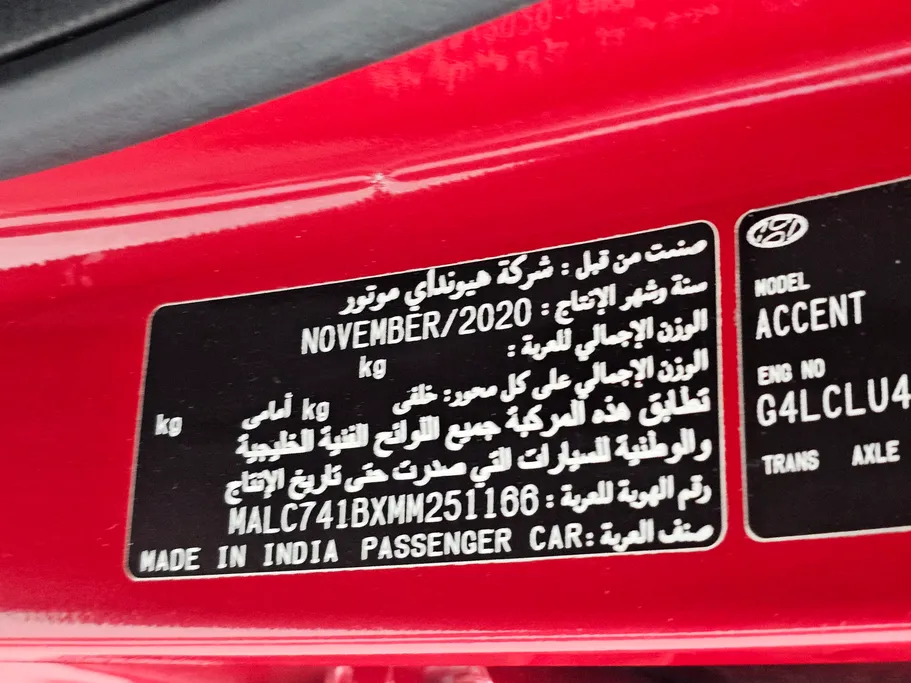 صنعت من قبل : شركة هيونداي موتور
سنة وشهر الإنتاج : NOVEMBER/2020
الوزن الإجمالي للعربة :
kg
الوزن الإجمالي على كل محور: خلفى
kg أمامى kg
تطابق هذه المركبة جميع اللوائح الفنية الخليجية
والوطنية للسيارات التي صدرت حتى تاريخ الإنتاج
رقم الهوية للعربة : MALC741BXMM251166
صنف العربة : PASSENGER CAR MADE IN INDIA
MODEL
ACCENT
ENG NO
G4LCLU4
TRANS AXLE